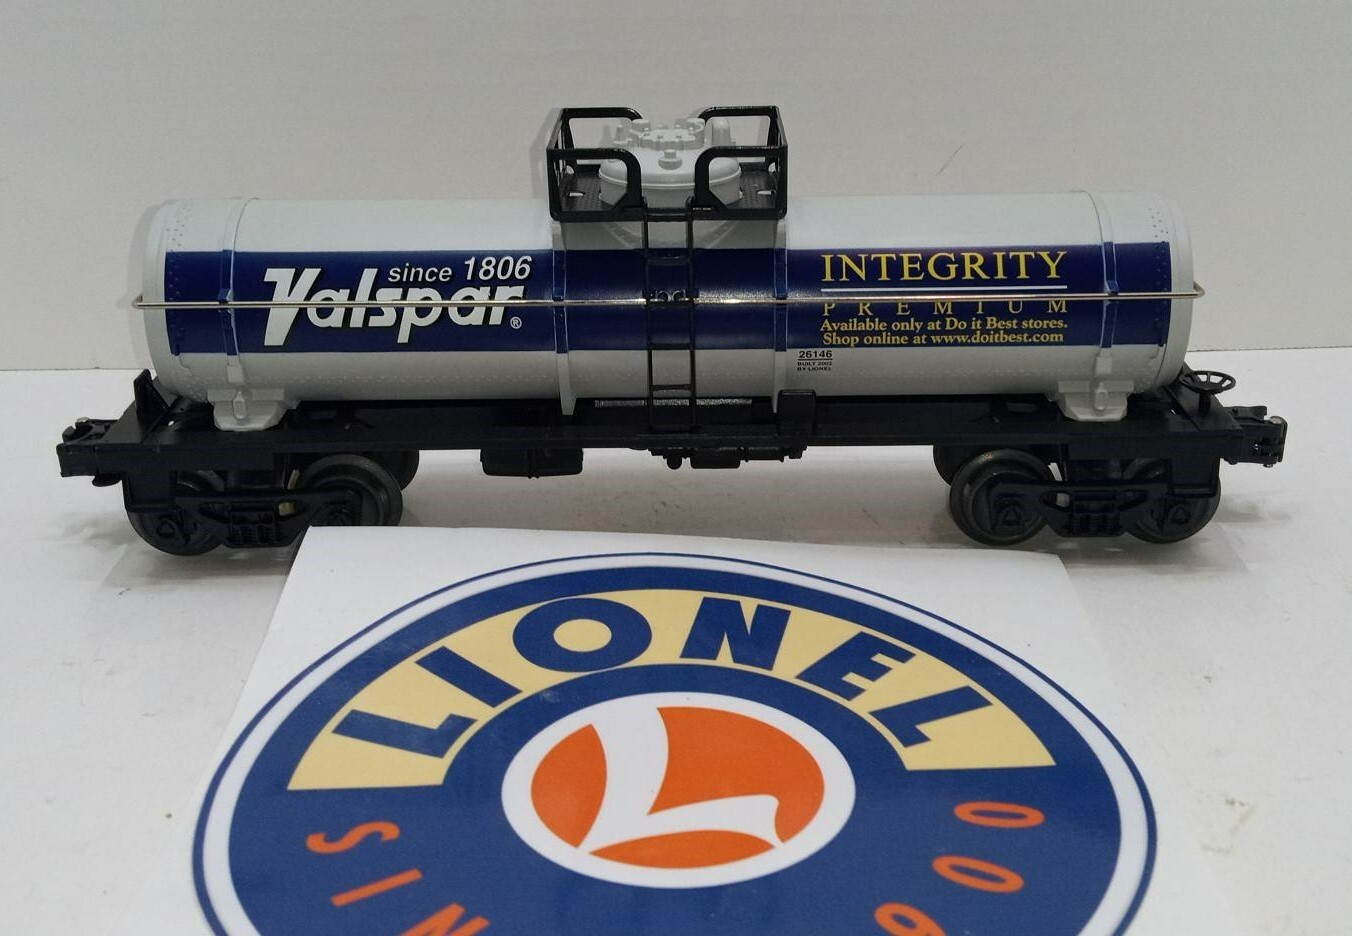 since 1806
Valspar®
INTEGRITY
PREMIUM
Available only at Do it Best stores.
Shop online at www.doitbest.com
26146
BUILT 2002
BY LIONEL
LIONEL
L
SIN 900